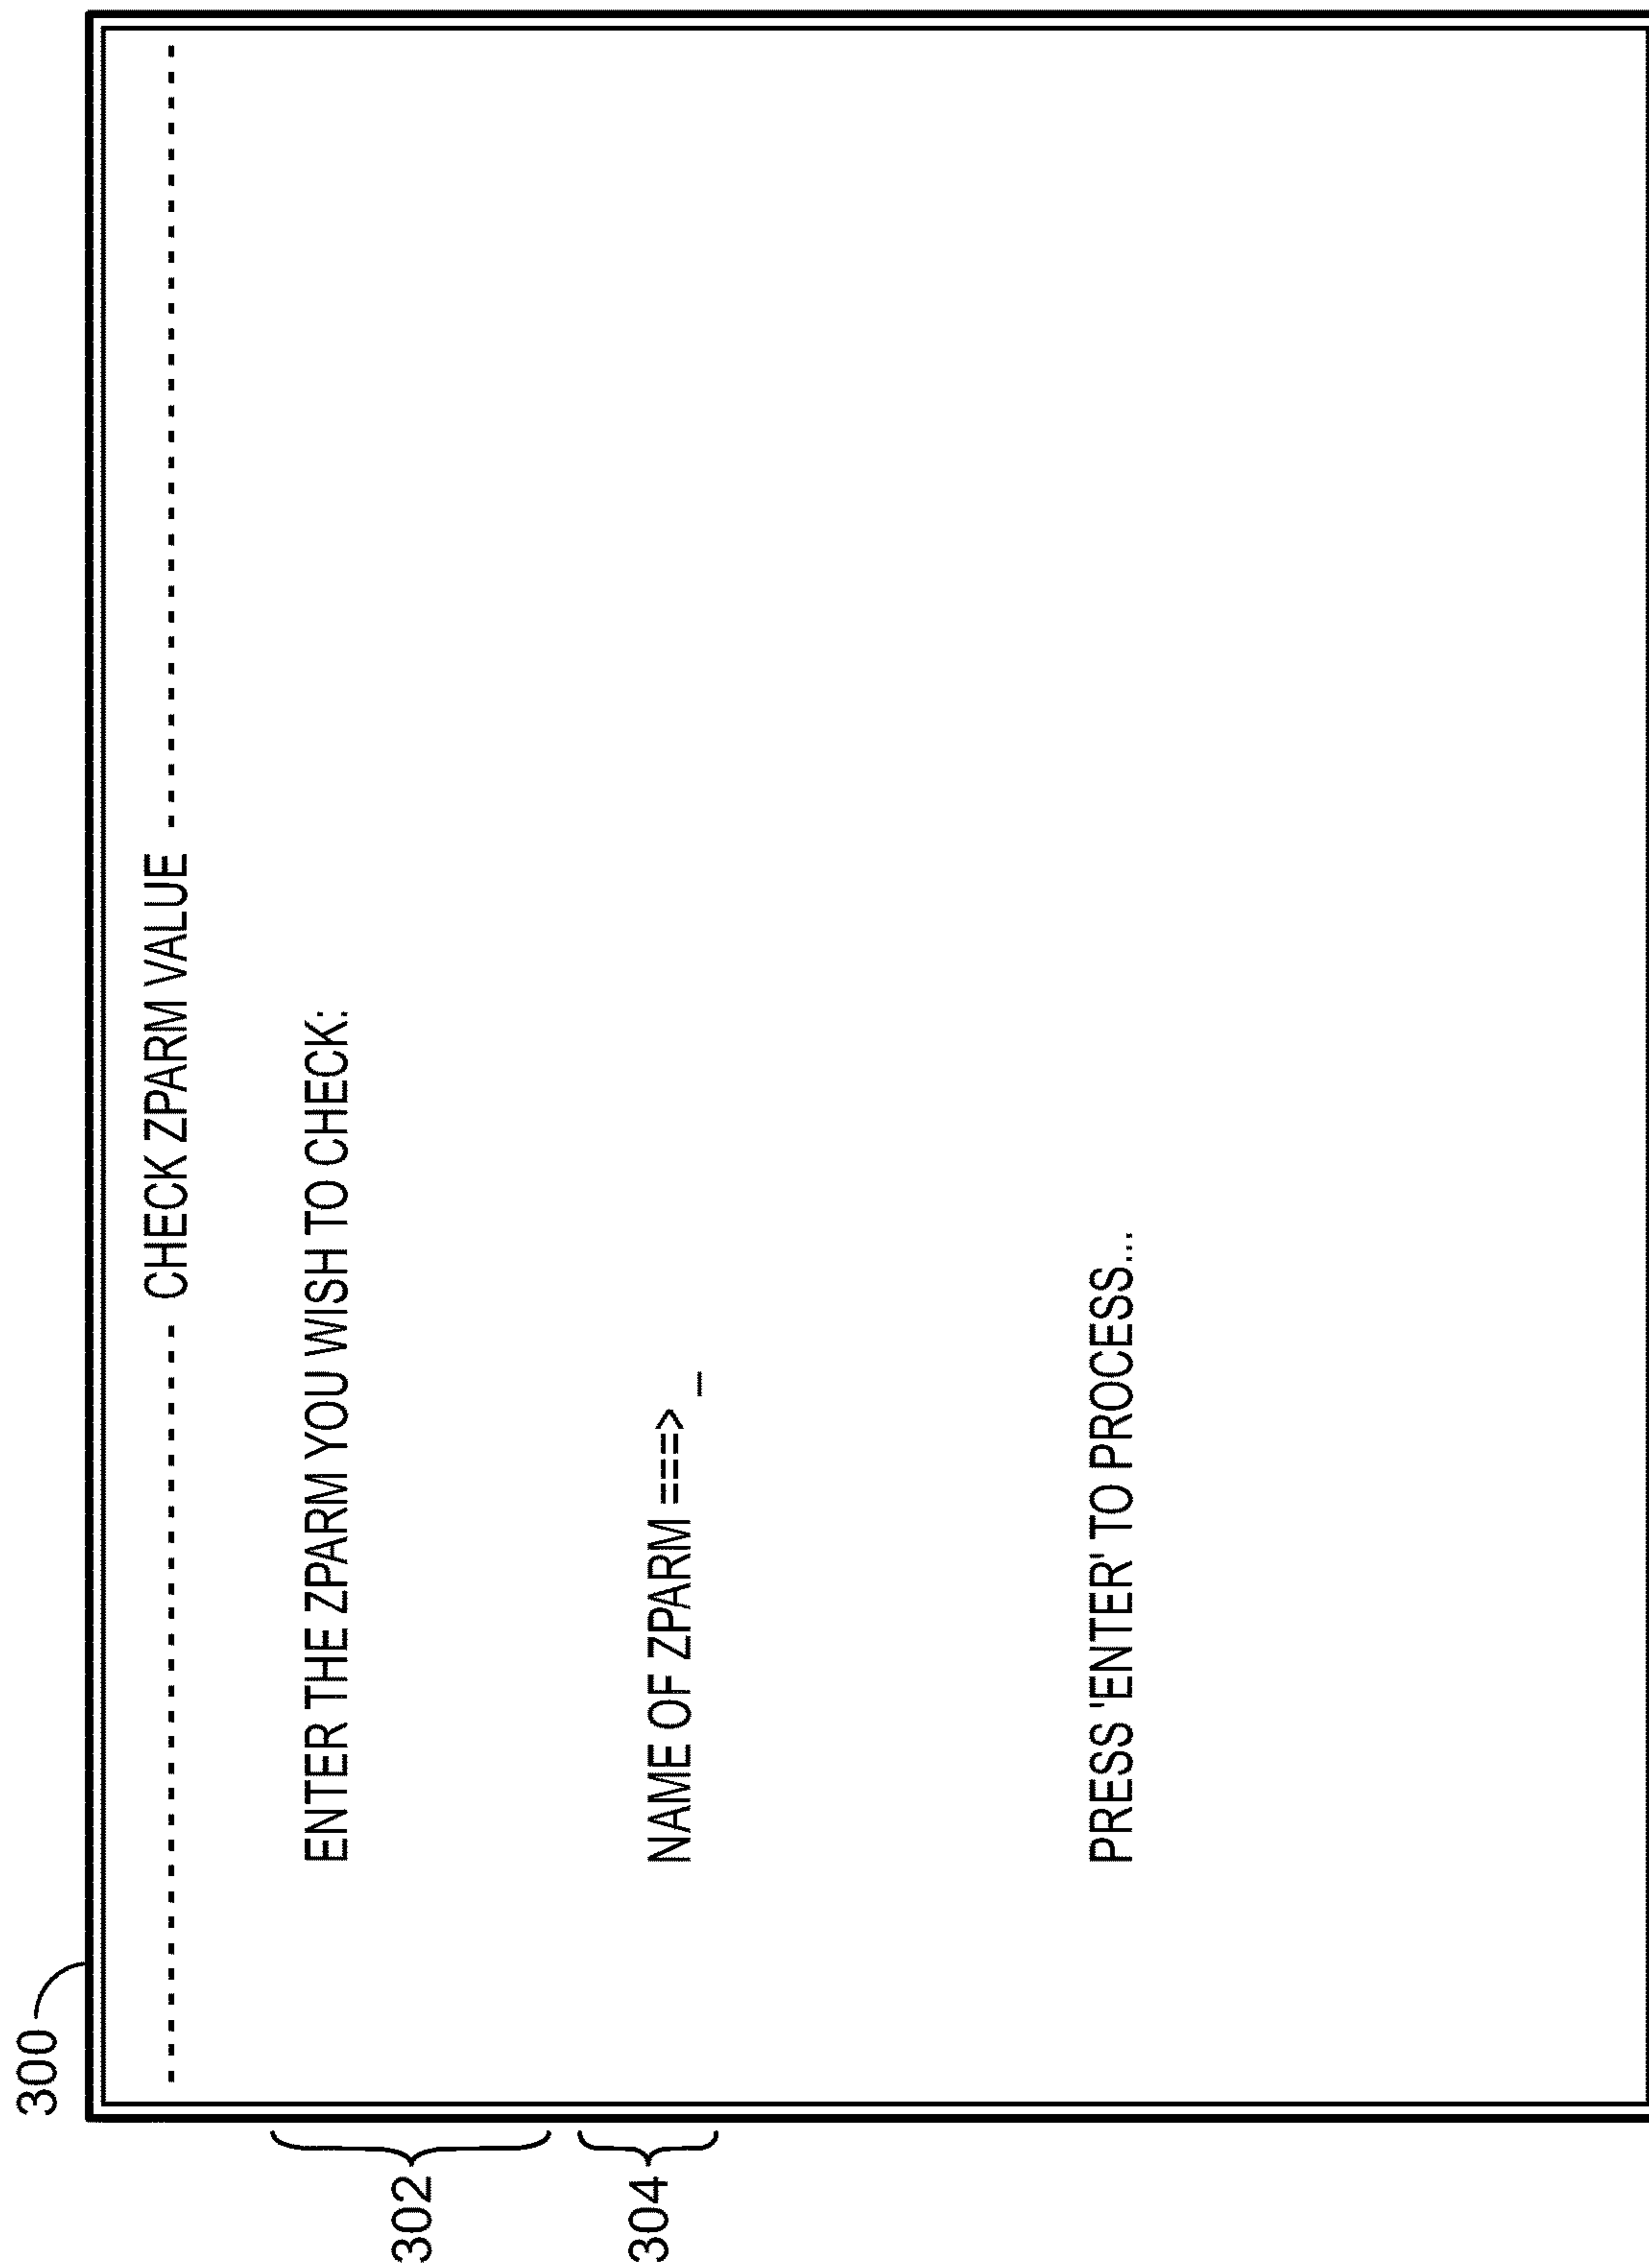 300
- - - - - - - - - - - - - - - - - - - - - - - - - - - - - - CHECK ZPARM VALUE - - - - - - - - - - - - - - - - - - - - - - - - - - - - - - -
302
ENTER THE ZPARM YOU WISH TO CHECK:
304
NAME OF ZPARM ===> _
PRESS 'ENTER' TO PROCESS...